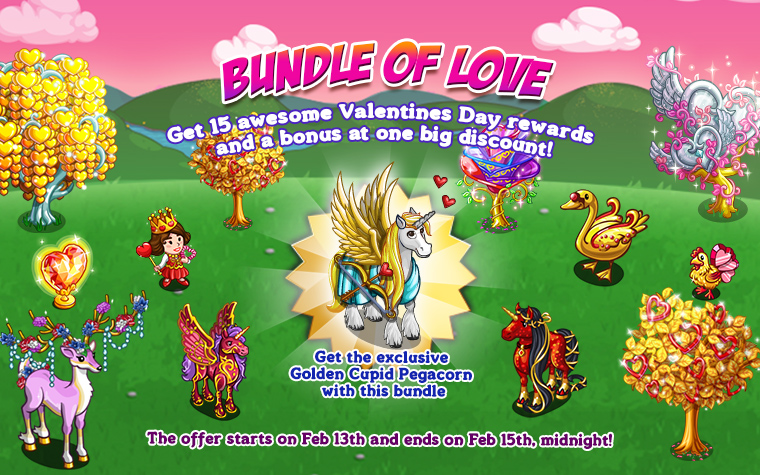 BUNDLE OF LOVE
Get 15 awesome Valentines Day rewards
and a bonus at one big discount!
Get the exclusive
Golden Cupid Pegacorn
with this bundle
The offer starts on Feb 13th and ends on Feb 15th, midnight!